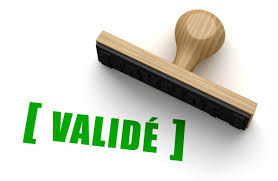 [ VALIDÉ ]